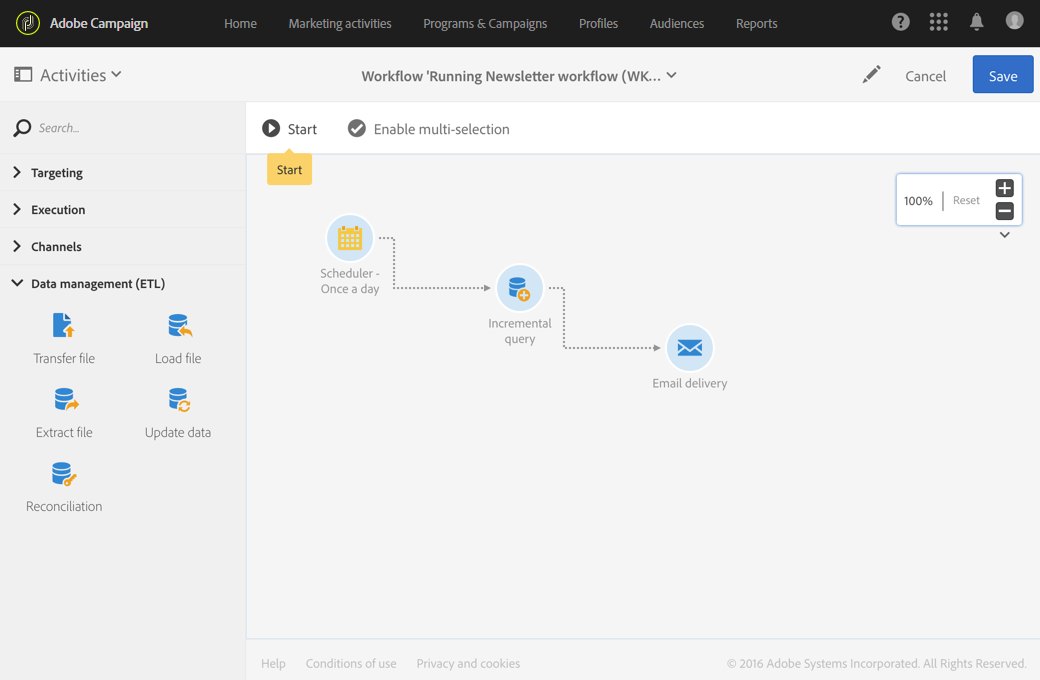 Adobe Campaign
Home
Marketing activities
Programs & Campaigns
Profiles
Audiences
Reports
Activities
Workflow 'Running Newsletter workflow (WK...
Cancel
Save
Search...
Start
Enable multi-selection
Start
Targeting
Execution
Channels
Data management (ETL)
Transfer file
Load file
Extract file
Update data
Reconciliation
100%
Reset
Scheduler -
Once a day
Incremental
query
Email delivery
Help
Conditions of use
Privacy and cookies
© 2016 Adobe Systems Incorporated. All Rights Reserved.